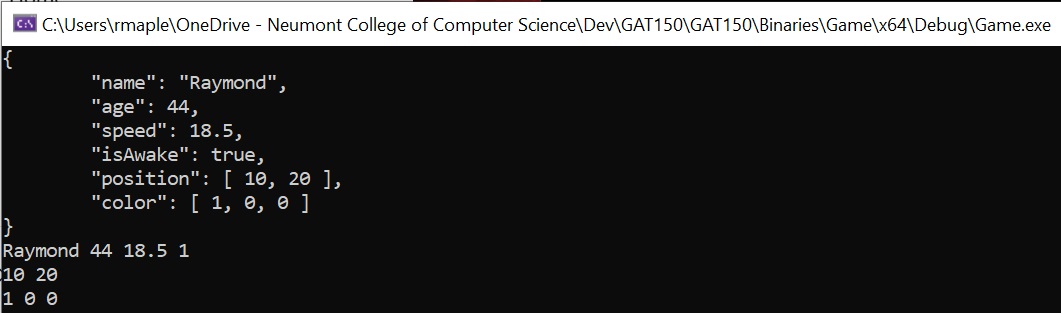 C:\Users\rmaple\OneDrive - Neumont College of Computer Science\Dev\GAT150\GAT150\Binaries\Game\x64\Debug\Game.exe
{
"name": "Raymond",
"age": 44,
"speed": 18.5,
"isAwake": true,
"position": [ 10, 20 ],
"color": [ 1, 0, 0 ]
}
Raymond 44 18.5 1
10 20
1 0 0